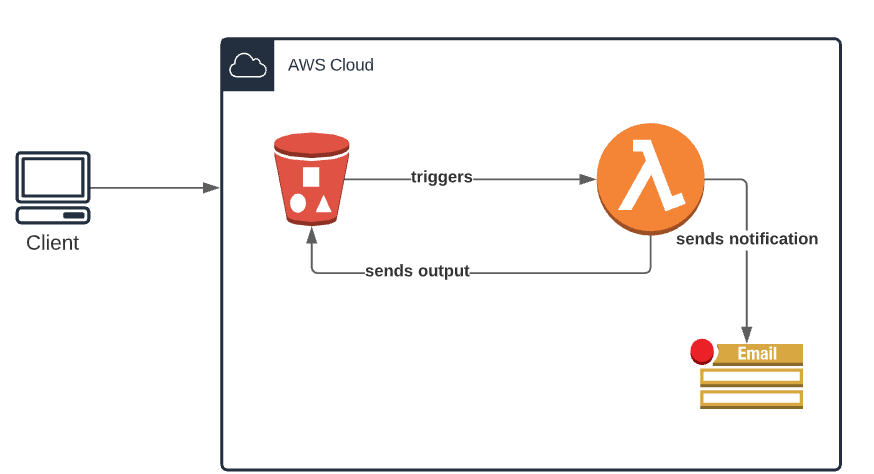 AWS Cloud
triggers
Client
sends notification
sends output
Email